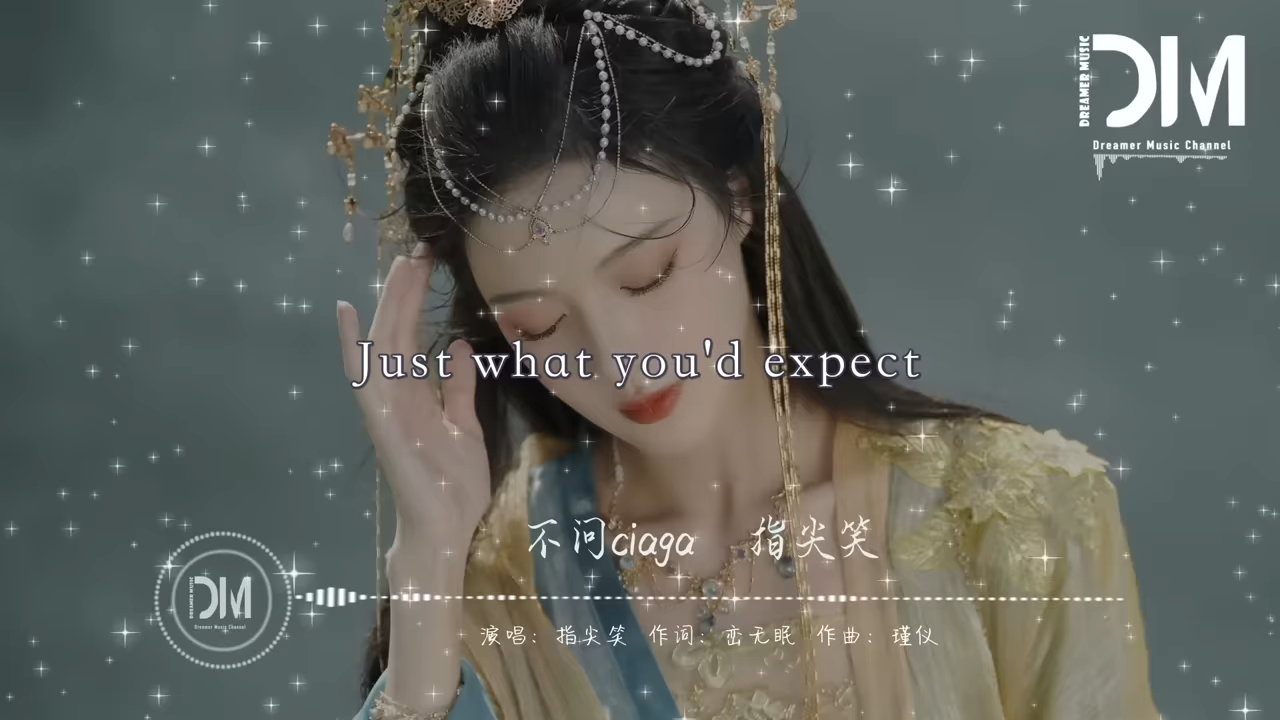 DREAMER MUSIC
DM
Dreamer Music Channel
Just what you'd expect
不问ciaga 指尖笑
DREAMER MUSIC
DM
Dreamer Music Channel
演唱：指尖笑 作词：峦无眠 作曲：瑾仪